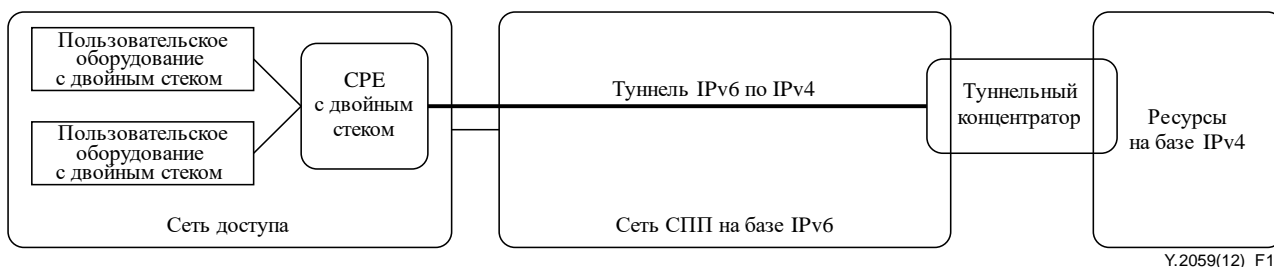 Пользовательское
оборудование
с двойным стеком
Пользовательское
оборудование
с двойным стеком
CPE
с двойным
стеком
Сеть доступа
Туннель IPv6 по IPv4
Сеть СПП на базе IPv6
Туннельный
концентратор
Ресурсы
на базе IPv4
Y.2059(12)_F1